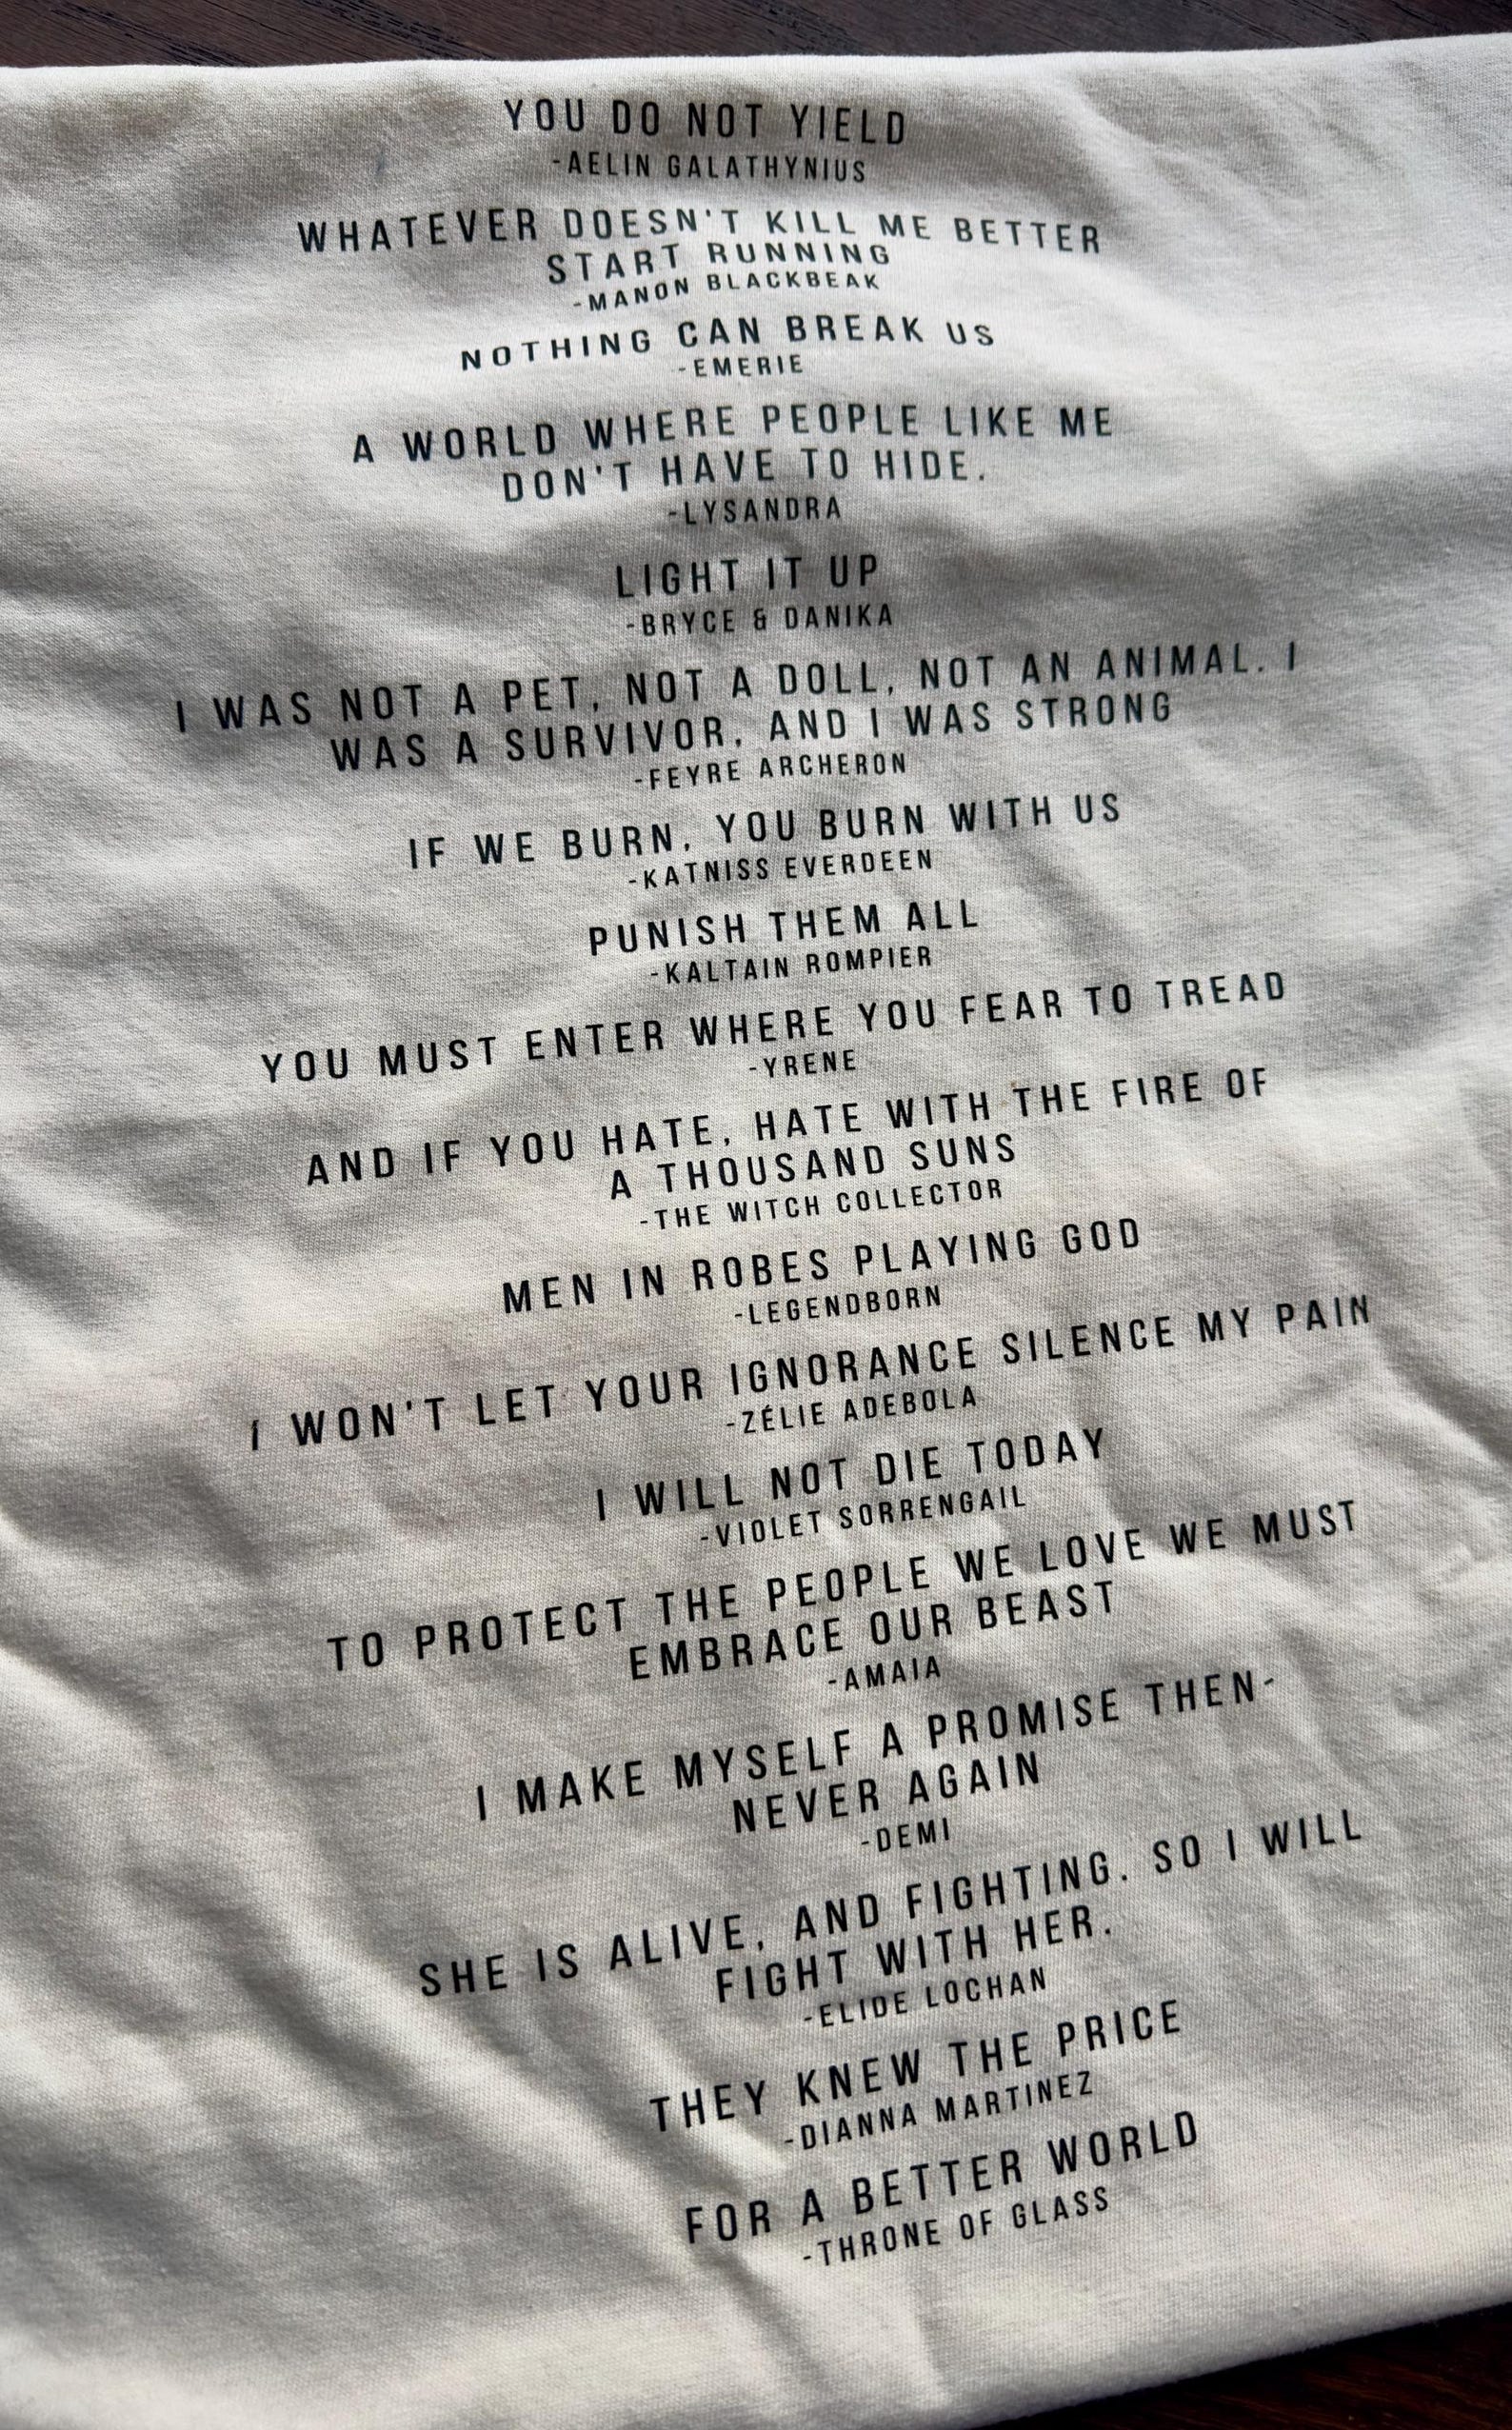 YOU DO NOT YIELD
-AELIN GALATHYNIUS
WHATEVER DOESN'T KILL ME BETTER
START RUNNING
-MANON BLACKBEAK
NOTHING CAN BREAK US
-EMERIE
A WORLD WHERE PEOPLE LIKE ME
DON'T HAVE TO HIDE.
-LYSANDRA
LIGHT IT UP
-BRYCE & DANIKA
I WAS NOT A PET, NOT A DOLL, NOT AN ANIMAL. I
WAS A SURVIVOR, AND I WAS STRONG
-FEYRE ARCHERON
IF WE BURN, YOU BURN WITH US
-KATNISS EVERDEEN
PUNISH THEM ALL
-KALTAIN ROMPIER
YOU MUST ENTER WHERE YOU FEAR TO TREAD
-YRENE
AND IF YOU HATE, HATE WITH THE FIRE OF
A THOUSAND SUNS
-THE WITCH COLLECTOR
MEN IN ROBES PLAYING GOD
-LEGENDBORN
I WON'T LET YOUR IGNORANCE SILENCE MY PAIN
-ZÉLIE ADEBOLA
I WILL NOT DIE TODAY
-VIOLET SORRENGAIL
TO PROTECT THE PEOPLE WE LOVE WE MUST
EMBRACE OUR BEAST
-AMAIA
I MAKE MYSELF A PROMISE THEN-
NEVER AGAIN
-DEMI
SHE IS ALIVE, AND FIGHTING. SO I WILL
FIGHT WITH HER.
-ELIDE LOCHAN
THEY KNEW THE PRICE
-DIANNA MARTINEZ
FOR A BETTER WORLD
-THRONE OF GLASS